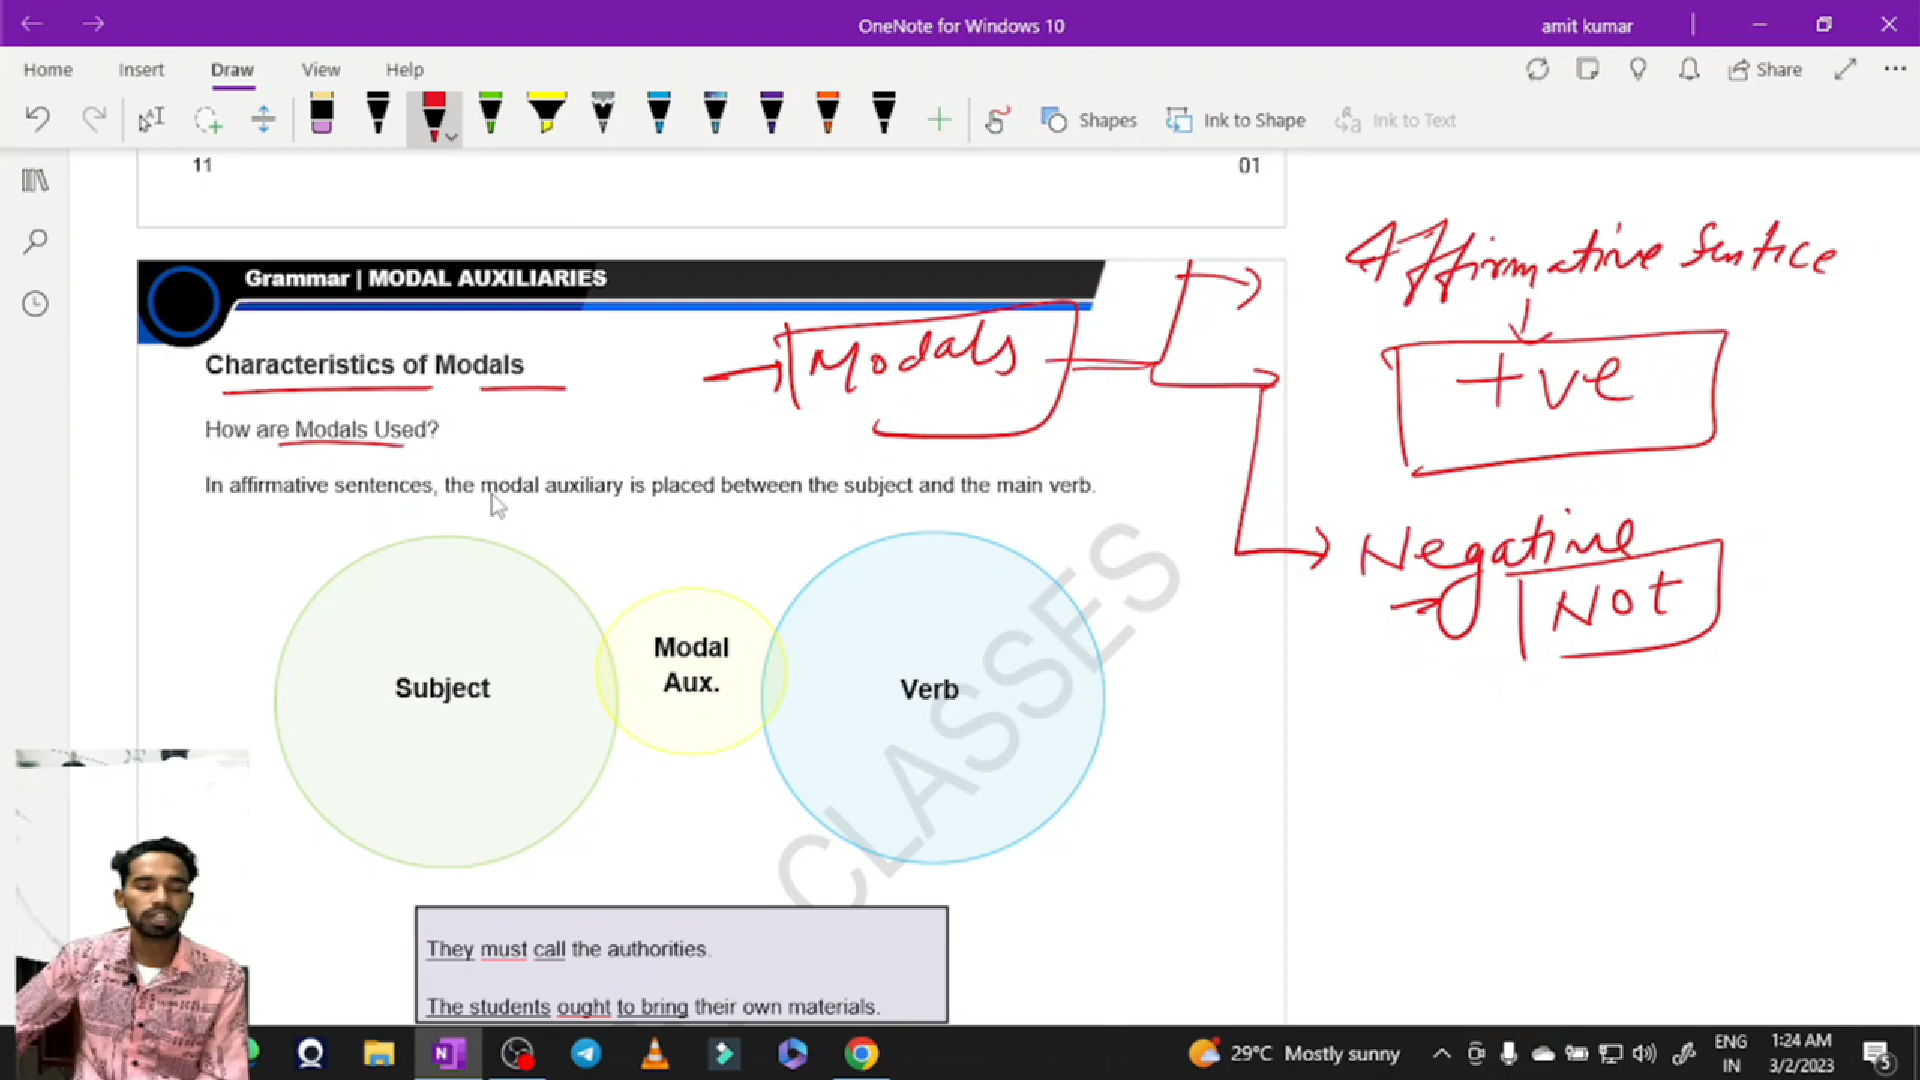 OneNote for Windows 10
amit kumar
Home Insert Draw View Help
Share
Shapes Ink to Shape Ink to Text
11
01
Grammar | MODAL AUXILIARIES
Characteristics of Modals
Modals
How are Modals Used?
In affirmative sentences, the modal auxiliary is placed between the subject and the main verb.
Affirmative Sentice
+ve
Negative
Not
Subject
Modal
Aux.
Verb
CLASSES
They must call the authorities.
The students ought to bring their own materials.
29°C Mostly sunny
ENG
IN
1:24 AM
3/2/2023
5